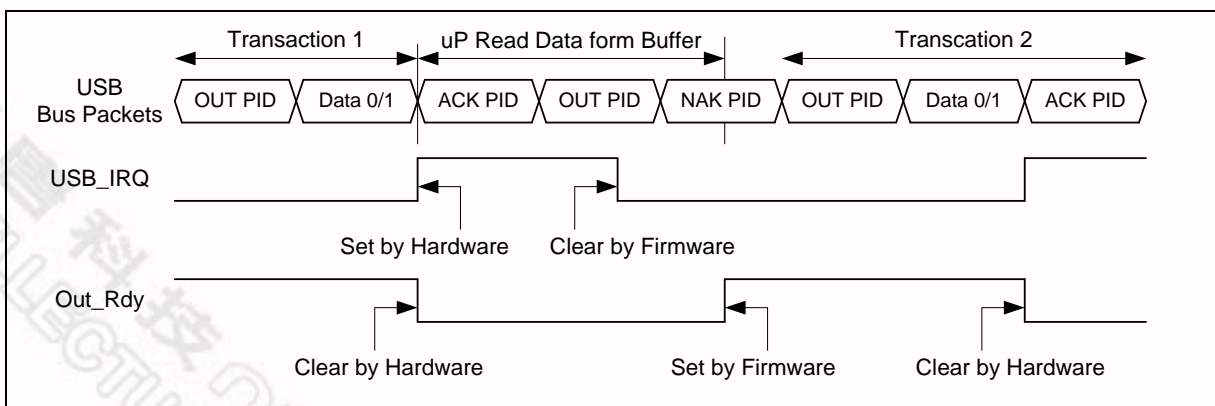 Transaction 1
uP Read Data form Buffer
Transcation 2
USB
Bus Packets
OUT PID
Data 0/1
ACK PID
OUT PID
NAK PID
OUT PID
Data 0/1
ACK PID
USB_IRQ
Set by Hardware
Clear by Firmware
Out_Rdy
Clear by Hardware
Set by Firmware
Clear by Hardware
科技